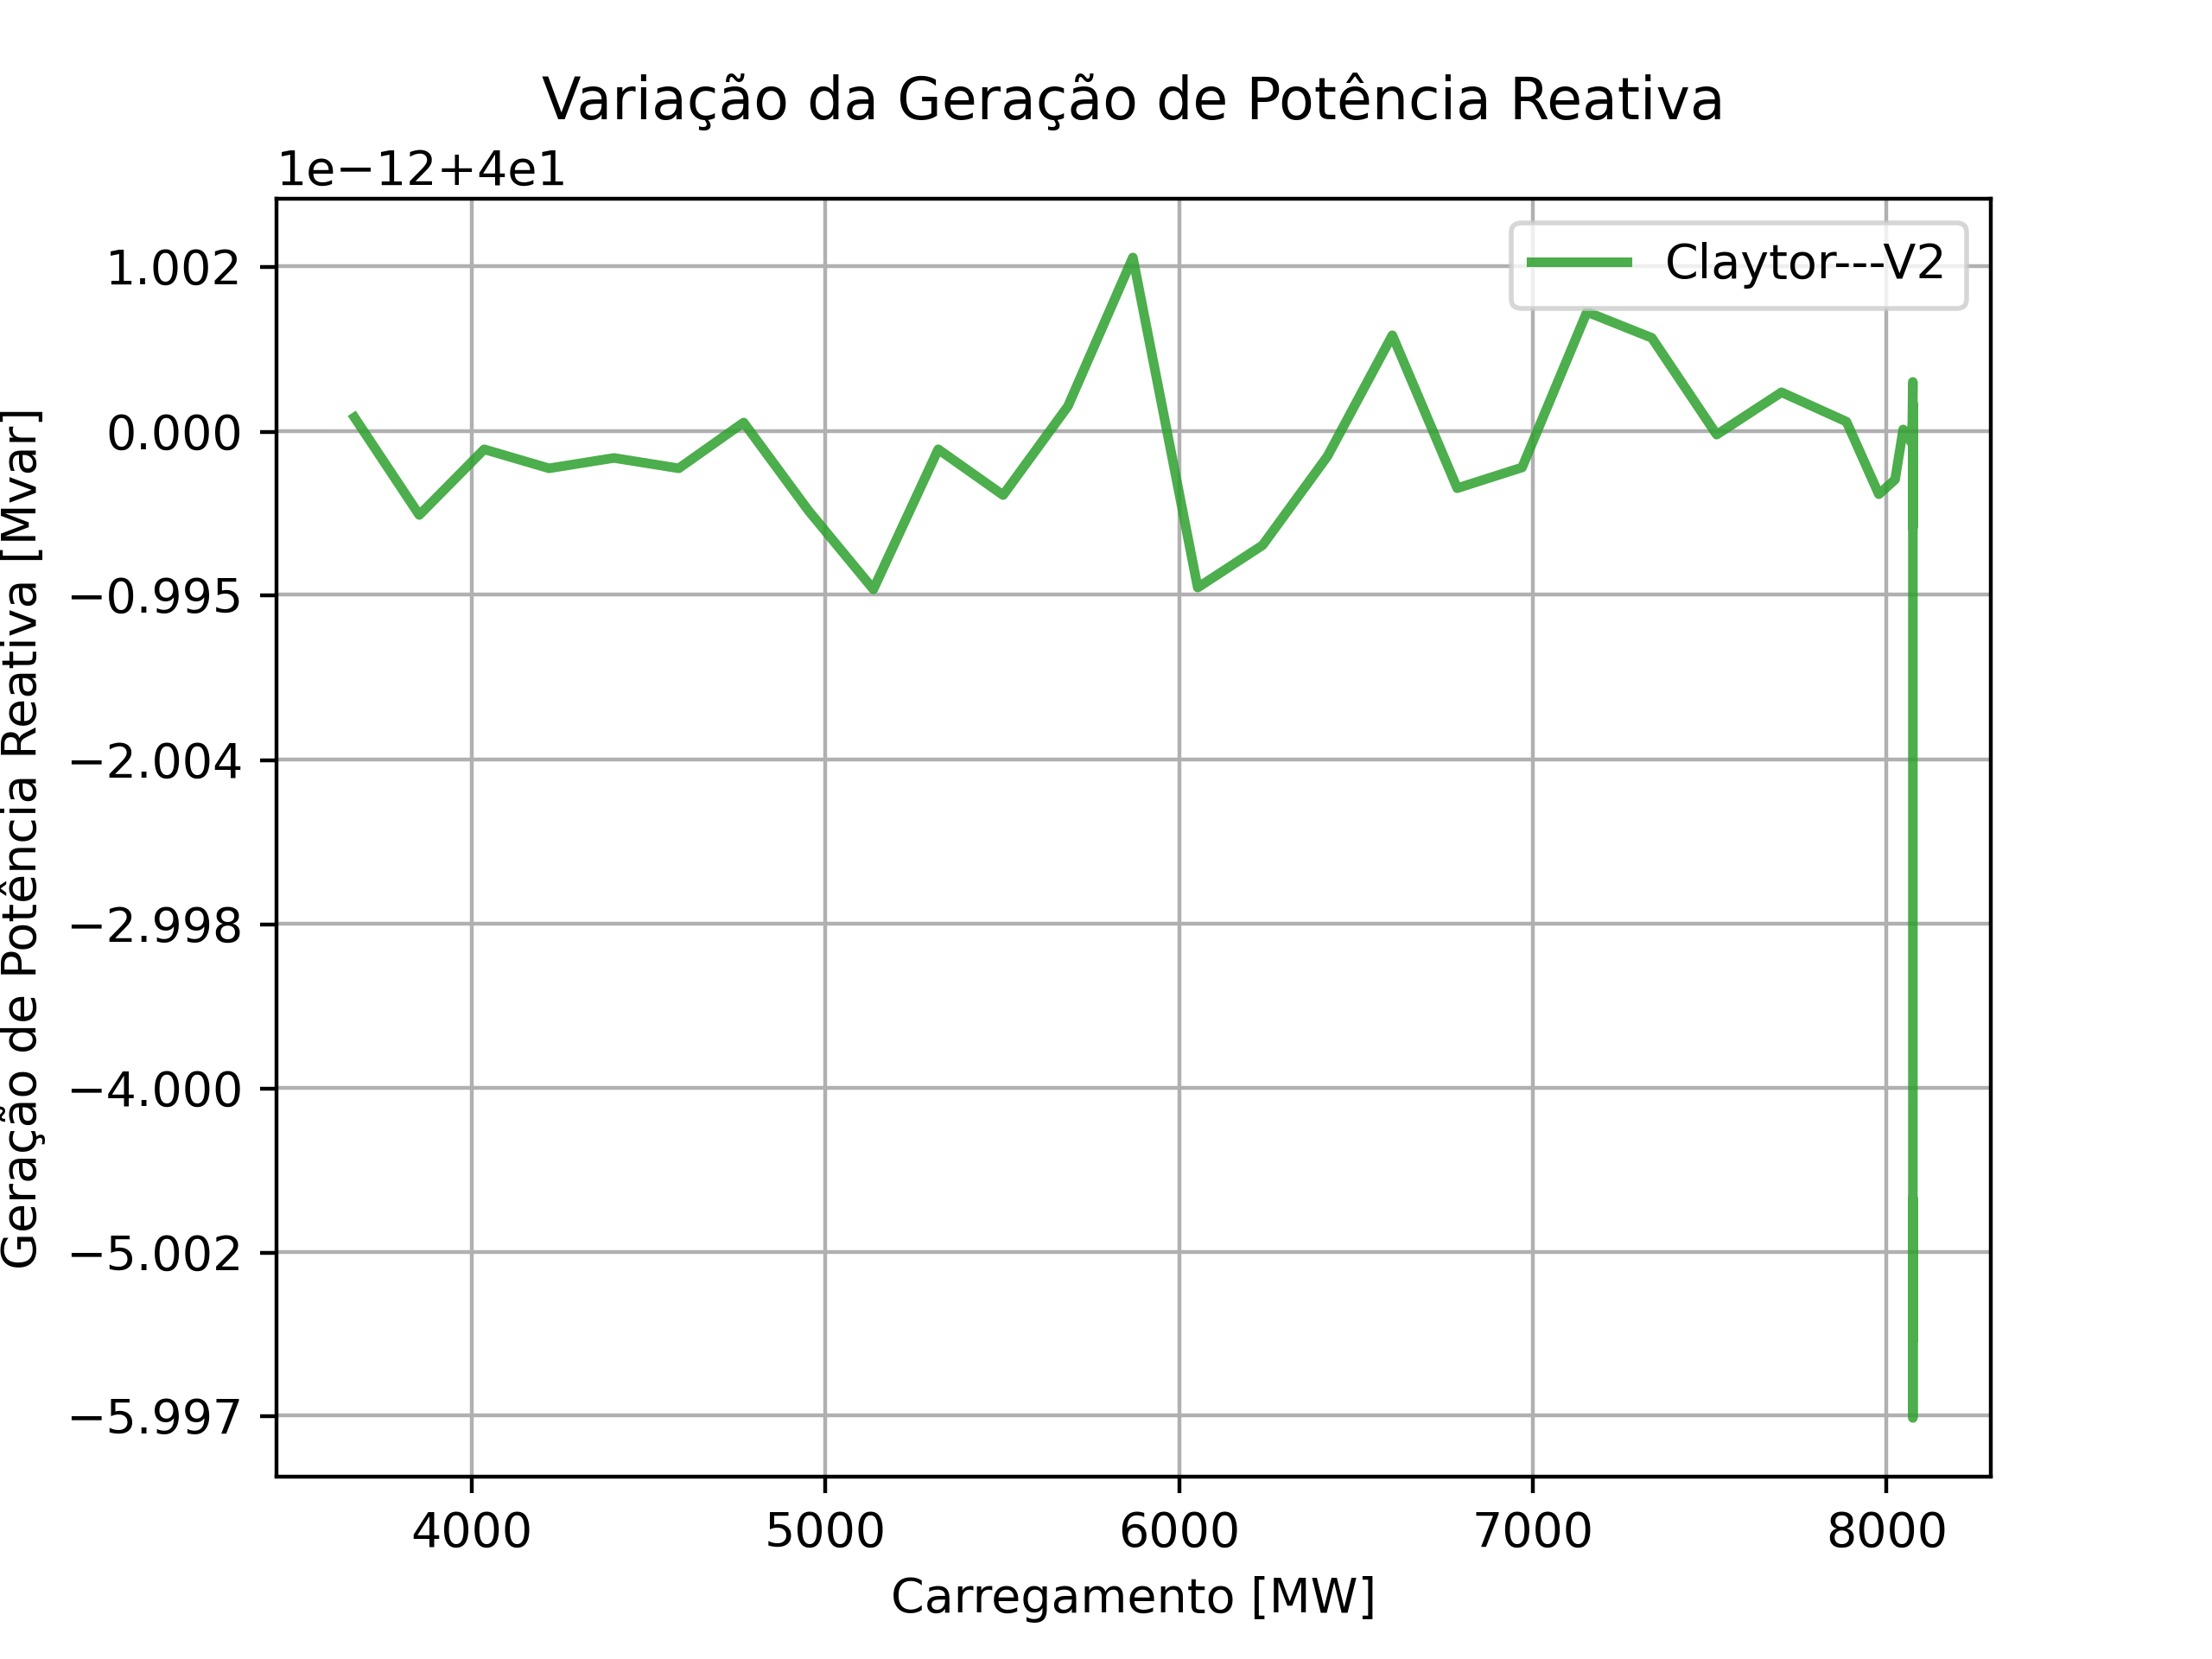 Variação da Geração de Potência Reativa
1e−12+4e1
Claytor---V2
1.002
0.000
−0.995
−2.004
−2.998
−4.000
−5.002
−5.997
Geração de Potência Reativa [Mvar]
4000 5000 6000 7000 8000
Carregamento [MW]